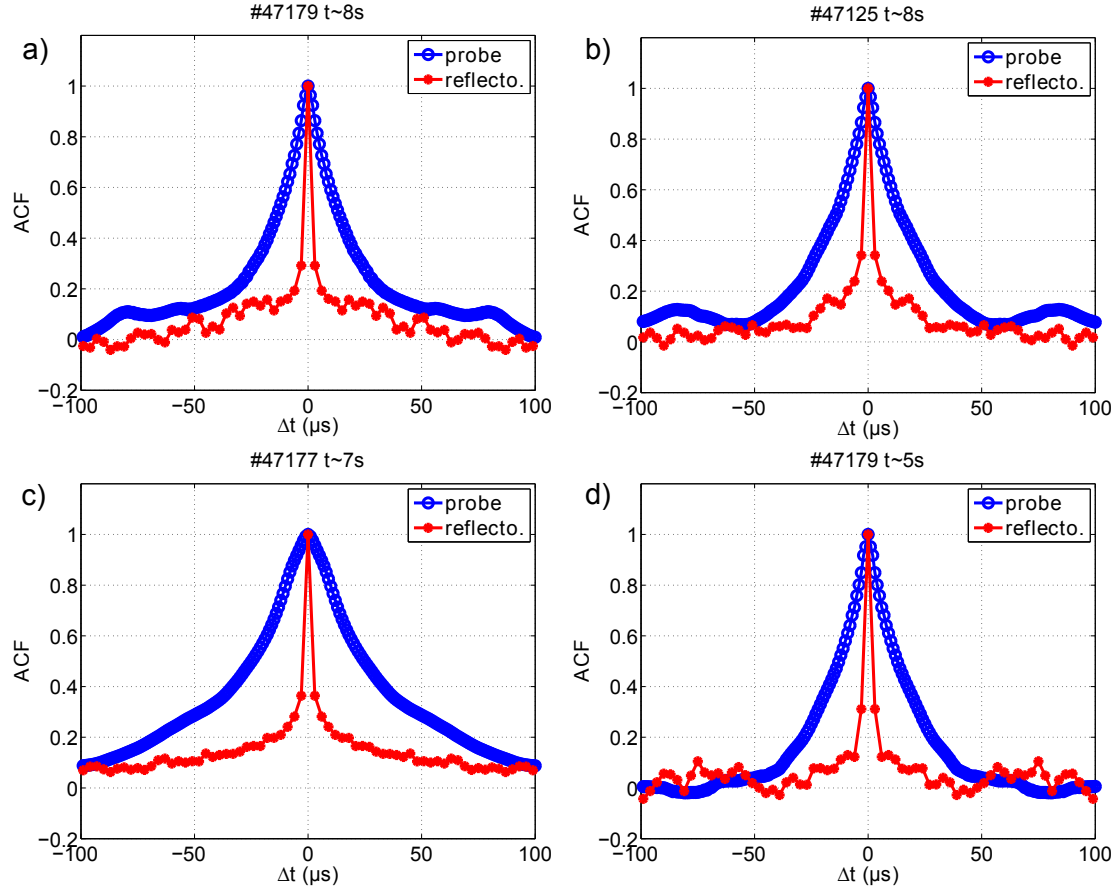 #47179 t~8s
a)
probe
reflecto.
1
0.8
0.6
0.4
0.2
0
−0.2
ACF
−100
−50
0
50
100
Δt (µs)
#47125 t~8s
b)
probe
reflecto.
1
0.8
0.6
0.4
0.2
0
−0.2
ACF
−100
−50
0
50
100
Δt (µs)
#47177 t~7s
c)
probe
reflecto.
1
0.8
0.6
0.4
0.2
0
−0.2
ACF
−100
−50
0
50
100
Δt (µs)
#47179 t~5s
d)
probe
reflecto.
1
0.8
0.6
0.4
0.2
0
−0.2
ACF
−100
−50
0
50
100
Δt (µs)